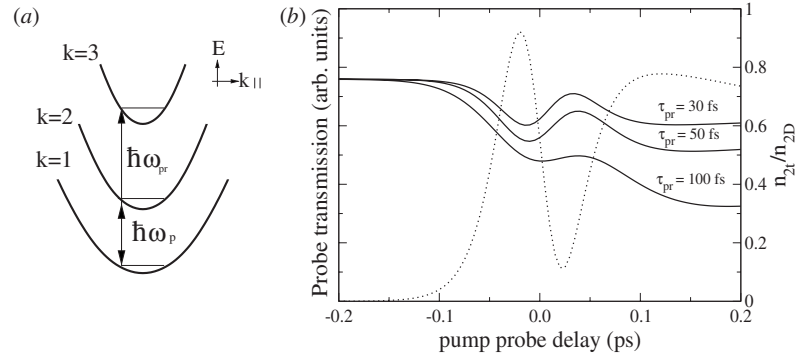 (a)
k=3
E
k||
k=2
ħω_pr
k=1
ħω_p
(b)
Probe transmission (arb. units)
1
0.8
0.6
0.4
0.2
0
n_2t/n_2D
τ_pr = 30 fs
τ_pr = 50 fs
τ_pr = 100 fs
-0.2 -0.1 0.0 0.1 0.2
pump probe delay (ps)